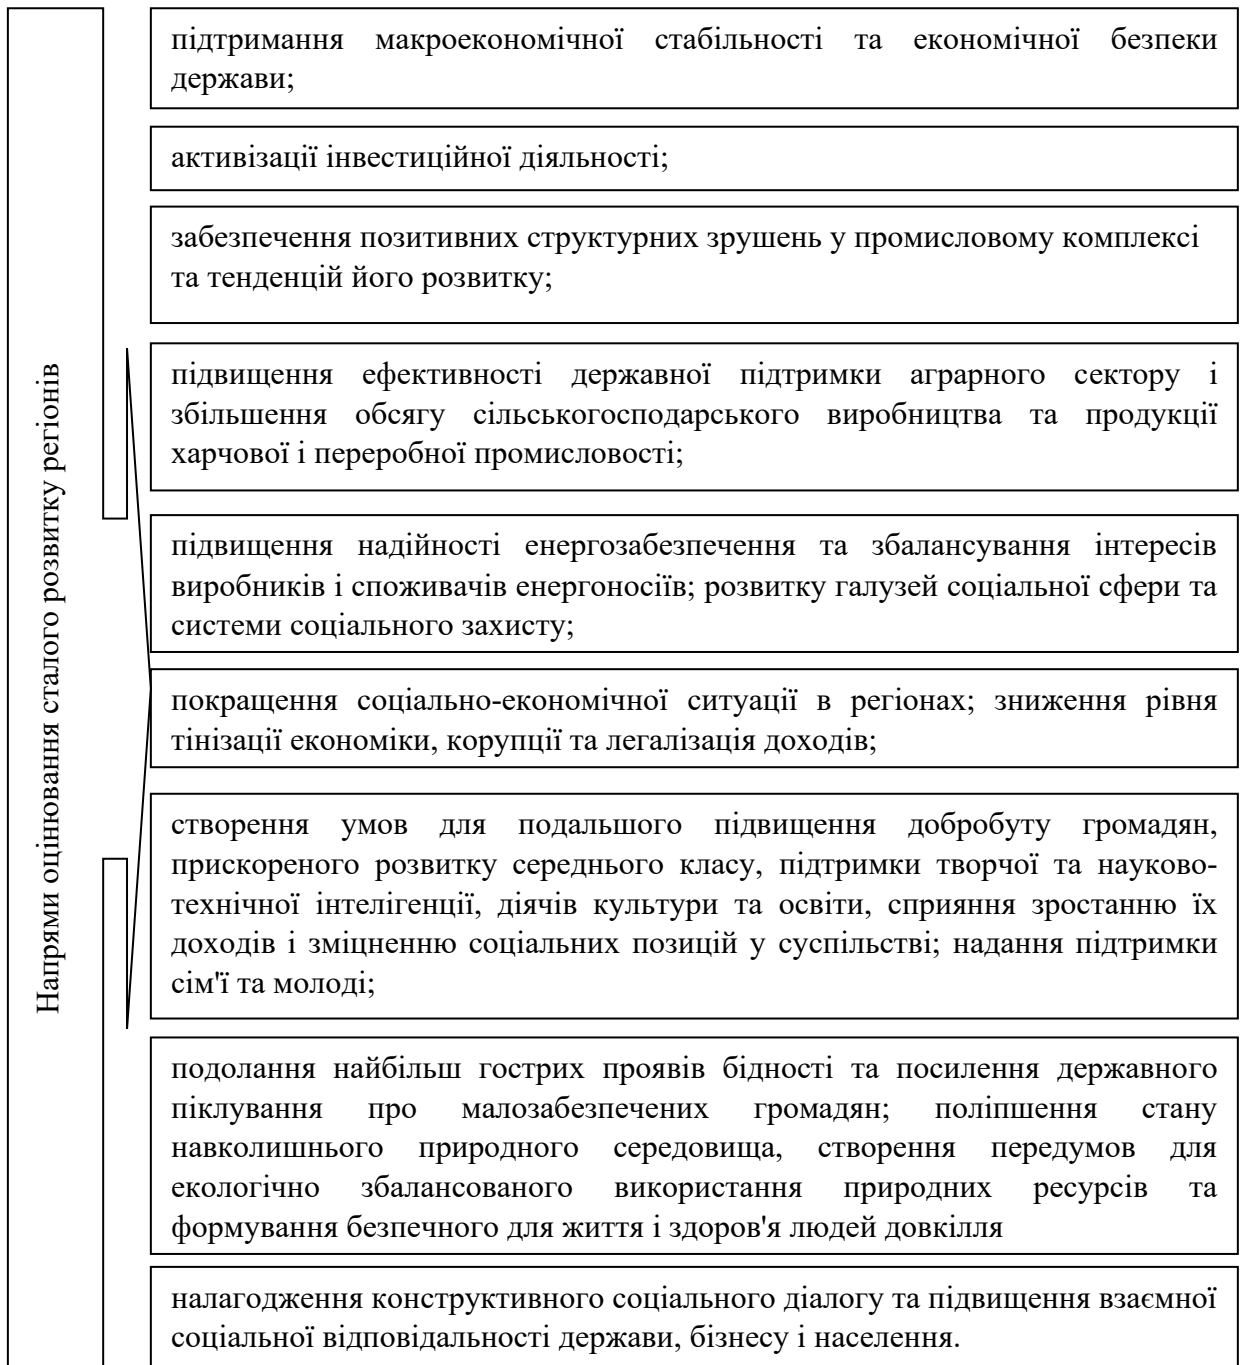 Напрями оцінювання сталого розвитку регіонів
підтримання макроекономічної стабільності та економічної безпеки
держави;
активізації інвестиційної діяльності;
забезпечення позитивних структурних зрушень у промисловому комплексі
та тенденцій його розвитку;
підвищення ефективності державної підтримки аграрного сектору і
збільшення обсягу сільськогосподарського виробництва та продукції
харчової і переробної промисловості;
підвищення надійності енергозабезпечення та збалансування інтересів
виробників і споживачів енергоносіїв; розвитку галузей соціальної сфери та
системи соціального захисту;
покращення соціально-економічної ситуації в регіонах; зниження рівня
тінізації економіки, корупції та легалізація доходів;
створення умов для подальшого підвищення добробуту громадян,
прискореного розвитку середнього класу, підтримки творчої та науково-
технічної інтелігенції, діячів культури та освіти, сприяння зростанню їх
доходів і зміцненню соціальних позицій у суспільстві; надання підтримки
сім'ї та молоді;
подолання найбільш гострих проявів бідності та посилення державного
піклування про малозабезпечених громадян; поліпшення стану
навколишнього природного середовища, створення передумов для
екологічно збалансованого використання природних ресурсів та
формування безпечного для життя і здоров'я людей довкілля
налагодження конструктивного соціального діалогу та підвищення взаємної
соціальної відповідальності держави, бізнесу і населення.